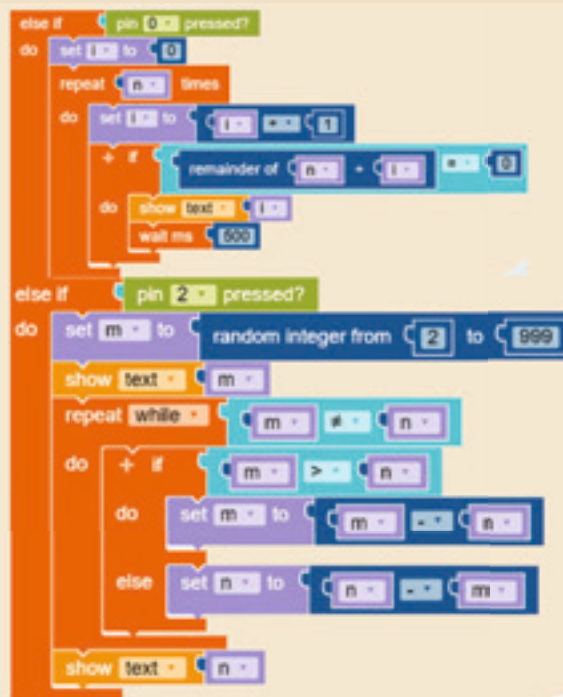 else if pin 0 pressed?
do set i to 0
repeat n times
do set i to i + 1
+ if remainder of n ÷ i = 0
do show text i
wait ms 500
else if pin 2 pressed?
do set m to random integer from 2 to 999
show text m
repeat while m ≠ n
do + if m > n
do set m to m - n
else set n to n - m
show text n